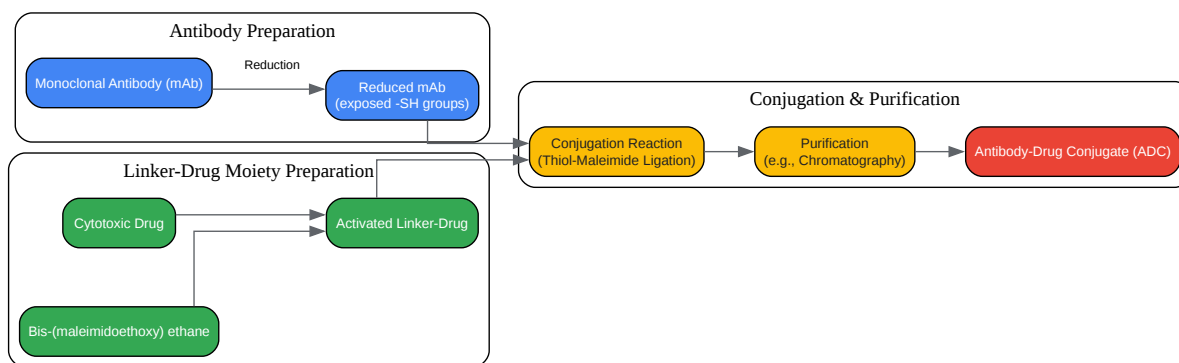 Antibody Preparation
Monoclonal Antibody (mAb)
Reduction
Reduced mAb
(exposed -SH groups)
Linker-Drug Moiety Preparation
Cytotoxic Drug
Activated Linker-Drug
Bis-(maleimidoethoxy) ethane
Conjugation & Purification
Conjugation Reaction
(Thiol-Maleimide Ligation)
Purification
(e.g., Chromatography)
Antibody-Drug Conjugate (ADC)